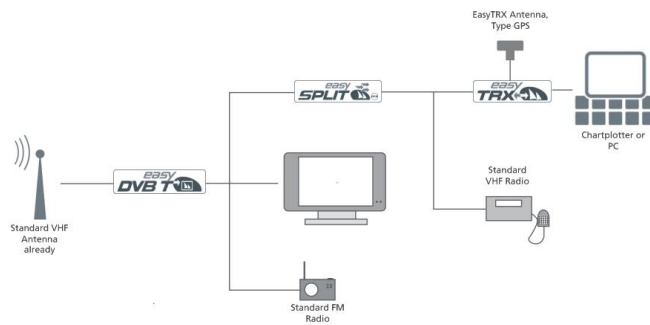 EasyTRX Antenna,
Type GPS
easy
SPLIT
easy
TRX
Chartplotter or
PC
Standard
VHF Radio
easy
DVB T
Standard VHF
Antenna
already
Standard FM
Radio